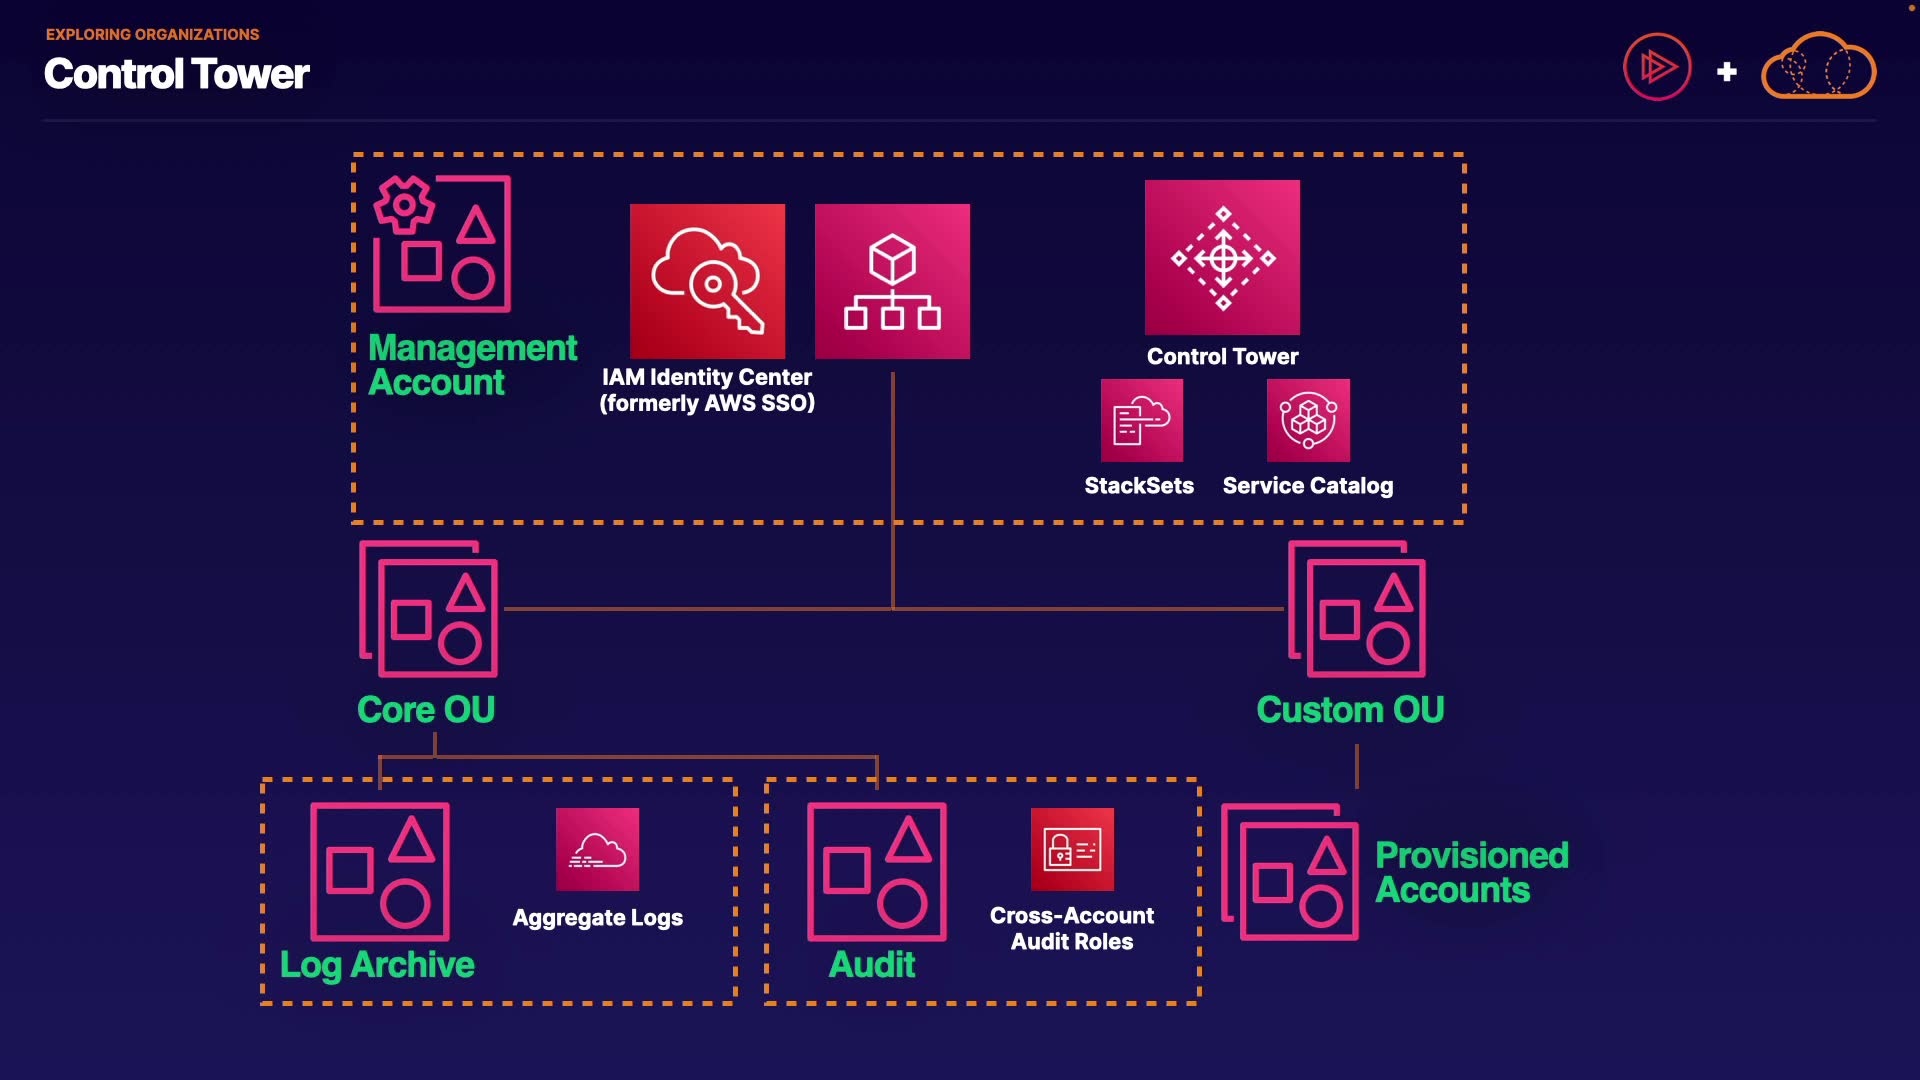 EXPLORING ORGANIZATIONS
Control Tower
Management
Account
IAM Identity Center
(formerly AWS SSO)
Control Tower
StackSets
Service Catalog
Core OU
Custom OU
Log Archive
Aggregate Logs
Audit
Cross-Account
Audit Roles
Provisioned
Accounts